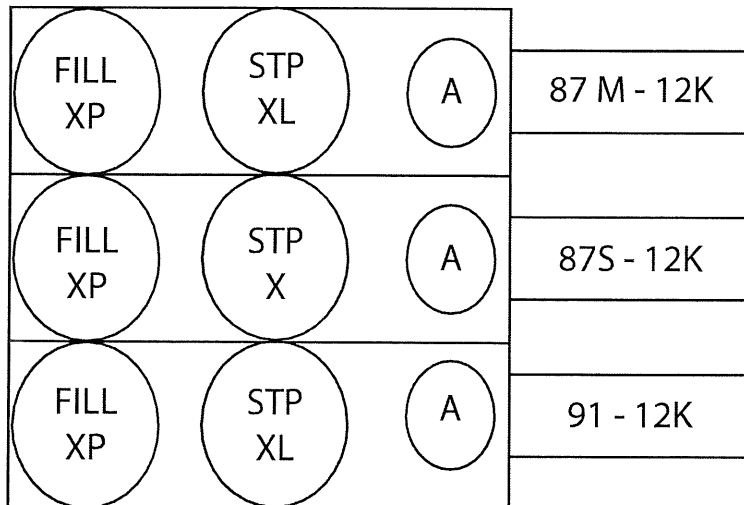 FILL
XP
STP
XL
A
87 M - 12K
FILL
XP
STP
X
A
87S - 12K
FILL
XP
STP
XL
A
91 - 12K